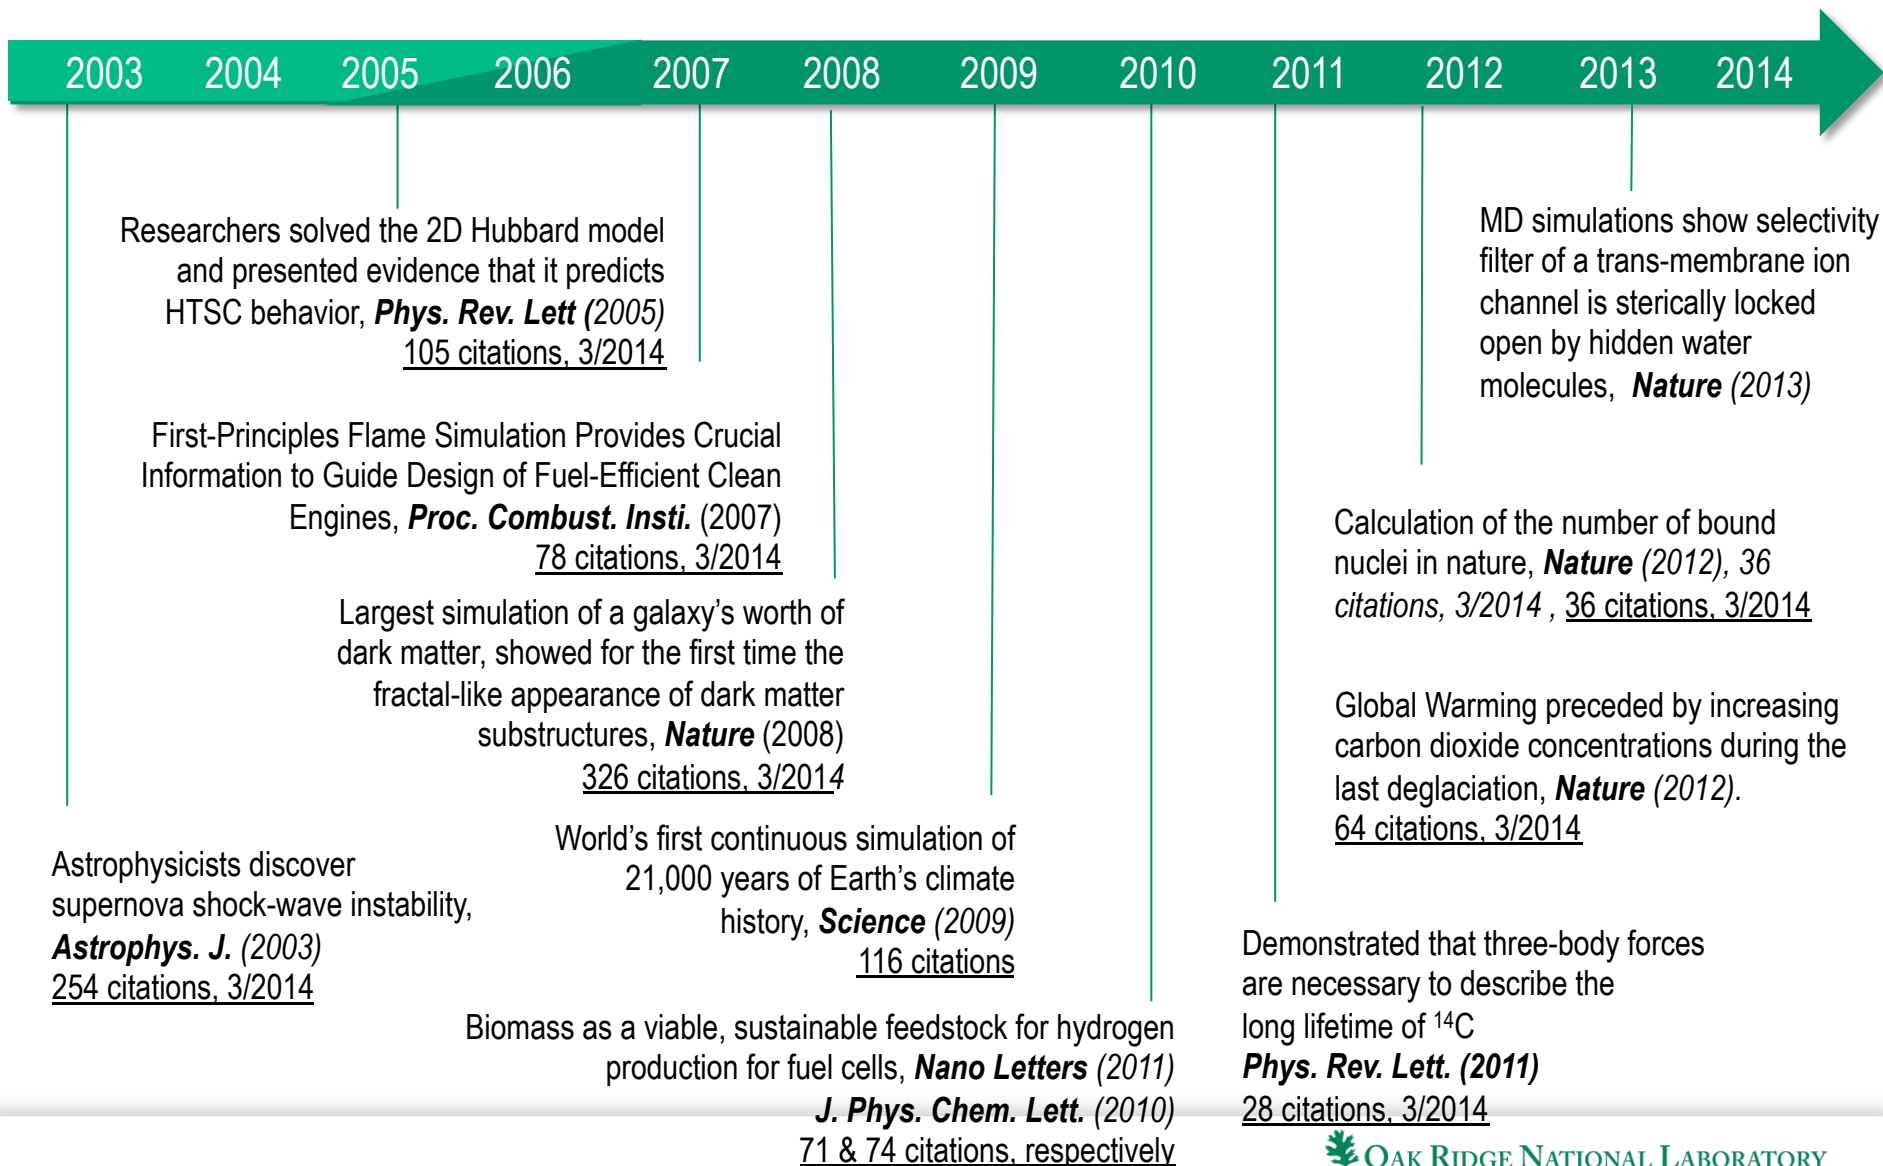 2003 2004 2005 2006 2007 2008 2009 2010 2011 2012 2013 2014
Researchers solved the 2D Hubbard model
and presented evidence that it predicts
HTSC behavior, Phys. Rev. Lett (2005)
105 citations, 3/2014
MD simulations show selectivity
filter of a trans-membrane ion
channel is sterically locked
open by hidden water
molecules, Nature (2013)
First-Principles Flame Simulation Provides Crucial
Information to Guide Design of Fuel-Efficient Clean
Engines, Proc. Combust. Insti. (2007)
78 citations, 3/2014
Calculation of the number of bound
nuclei in nature, Nature (2012), 36
citations, 3/2014 , 36 citations, 3/2014
Largest simulation of a galaxy’s worth of
dark matter, showed for the first time the
fractal-like appearance of dark matter
substructures, Nature (2008)
326 citations, 3/2014
Global Warming preceded by increasing
carbon dioxide concentrations during the
last deglaciation, Nature (2012).
64 citations, 3/2014
Astrophysicists discover
supernova shock-wave instability,
Astrophys. J. (2003)
254 citations, 3/2014
World’s first continuous simulation of
21,000 years of Earth’s climate
history, Science (2009)
116 citations
Demonstrated that three-body forces
are necessary to describe the
long lifetime of ¹⁴C
Phys. Rev. Lett. (2011)
28 citations, 3/2014
Biomass as a viable, sustainable feedstock for hydrogen
production for fuel cells, Nano Letters (2011)
J. Phys. Chem. Lett. (2010)
71 & 74 citations, respectively
OAK RIDGE NATIONAL LABORATORY